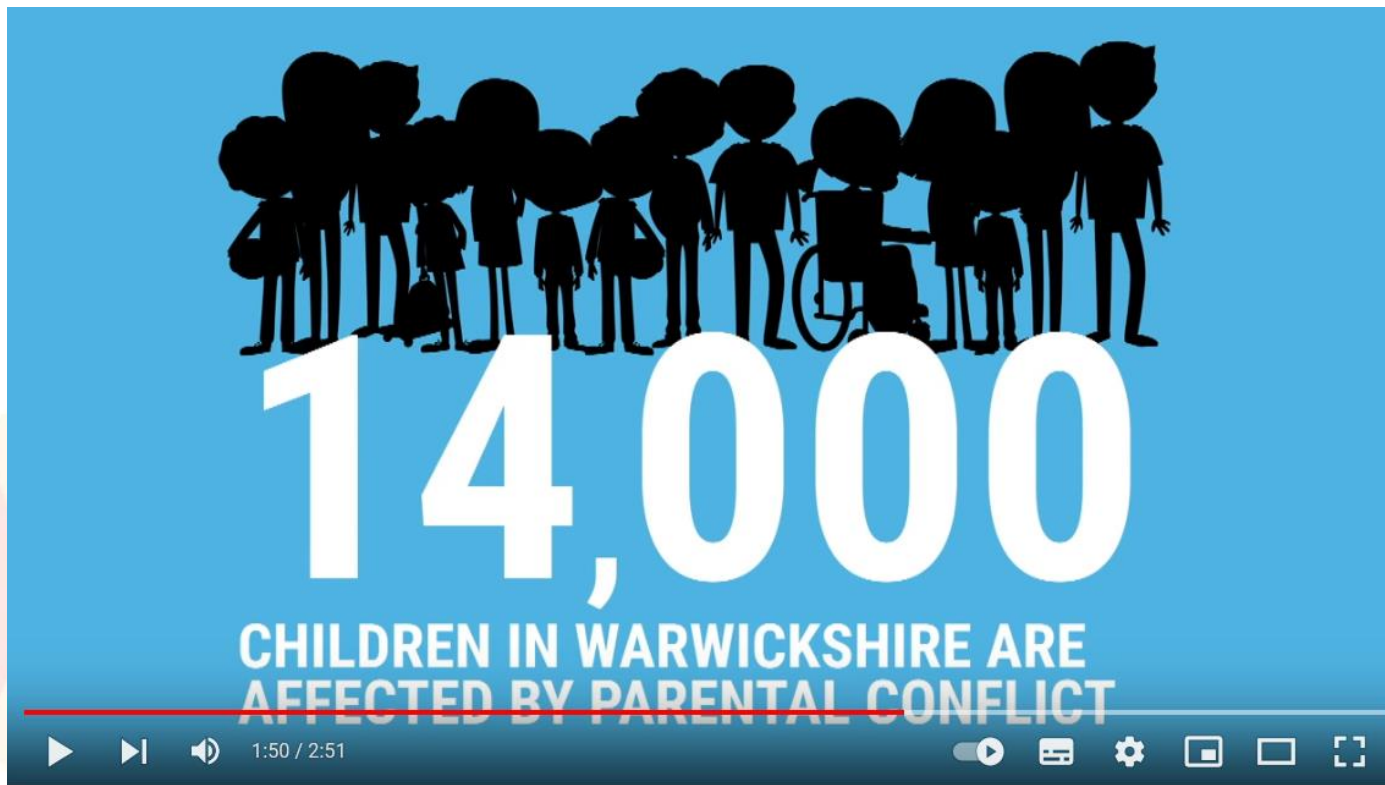 14,000
CHILDREN IN WARWICKSHIRE ARE
AFFECTED BY PARENTAL CONFLICT
1:50 / 2:51